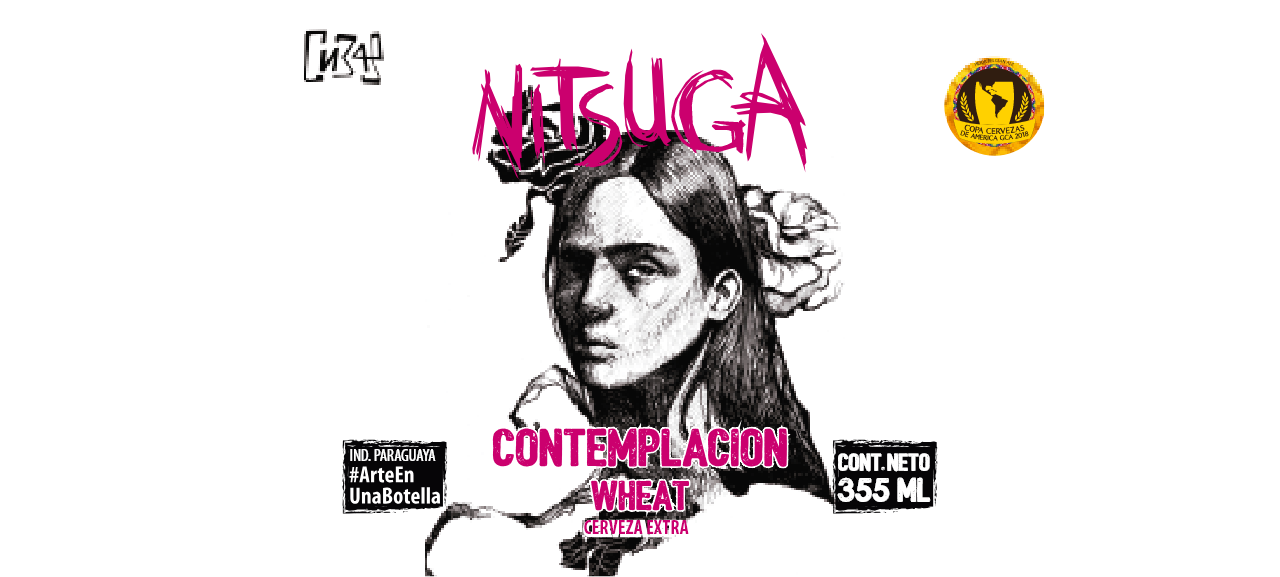 NITSUGA
COPA CERVEZAS
DE AMERICA GCA 2018
CONTEMPLACION
WHEAT
CERVEZA EXTRA
IND. PARAGUAYA
#ArteEn
UnaBotella
CONT.NETO
355 ML